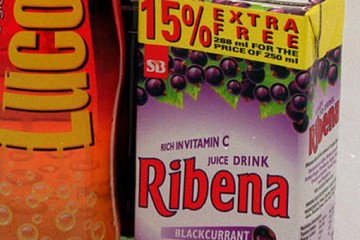 Luco
15% EXTRA
FREE
288 ml FOR THE
PRICE OF 250 ml
SB
RICH IN VITAMIN C
JUICE DRINK
Ribena
BLACKCURRANT
Ribena